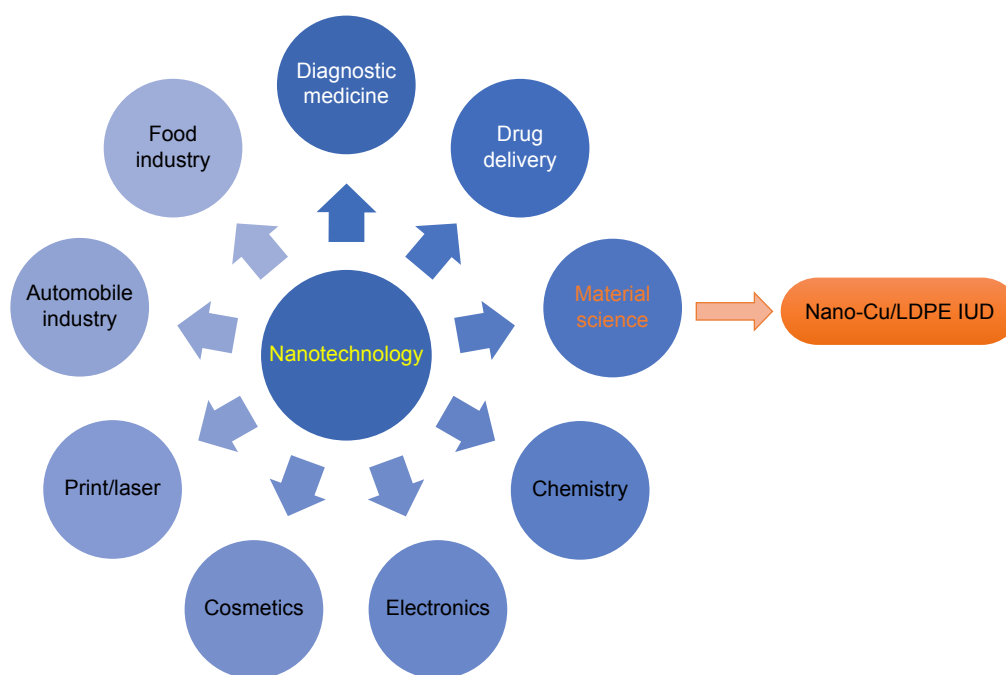 Diagnostic
medicine
Drug
delivery
Food
industry
Material
science
Nano-Cu/LDPE IUD
Automobile
industry
Nanotechnology
Chemistry
Print/laser
Electronics
Cosmetics